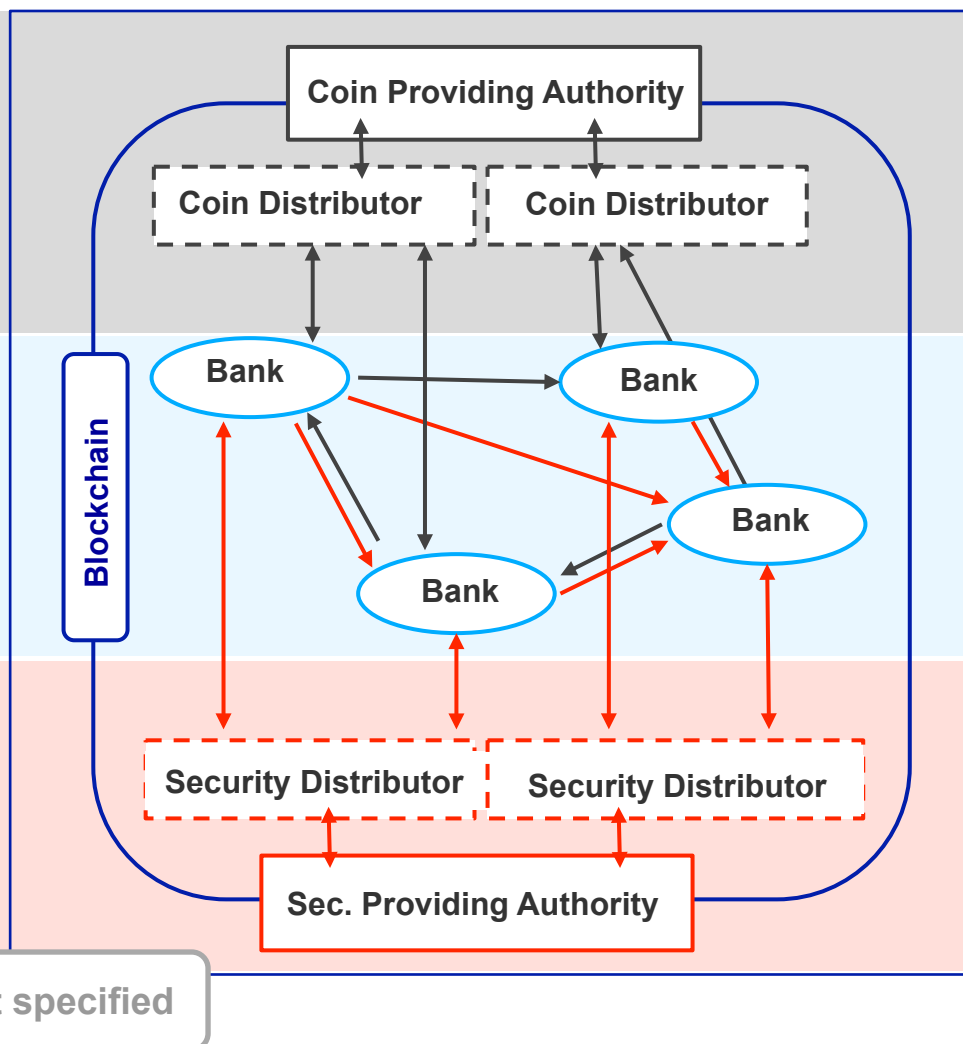 Coin Providing Authority
Coin Distributor
Coin Distributor
Bank
Bank
Blockchain
Bank
Bank
Security Distributor
Security Distributor
Sec. Providing Authority
specified